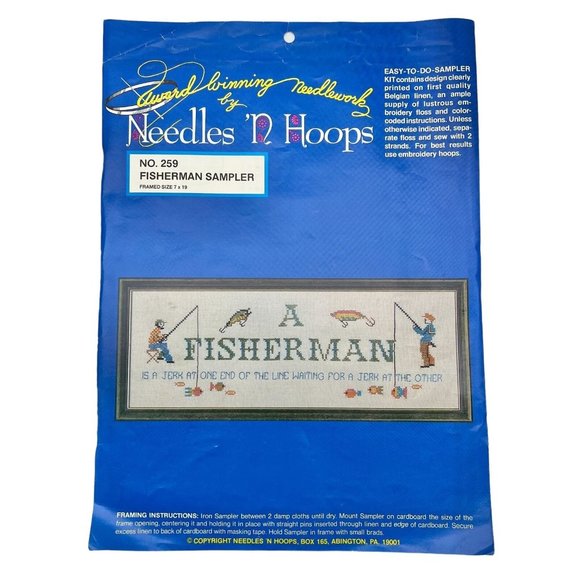 award winning needlework
by
Needles 'N Hoops
EASY-TO-DO-SAMPLER
KIT contains design clearly
printed on first quality
Belgian linen, an ample
supply of lustrous em-
broidery floss and color-
coded instructions. Unless
otherwise indicated, sepa-
rate floss and sew with 2
strands. For best results
use embroidery hoops.
NO. 259
FISHERMAN SAMPLER
FRAMED SIZE 7 x 19
A
FISHERMAN
IS A JERK AT ONE END OF THE LINE WAITING FOR A JERK AT THE OTHER
FRAMING INSTRUCTIONS: Iron Sampler between 2 damp cloths until dry. Mount Sampler on cardboard the size of the
frame opening, centering it and holding it in place with straight pins inserted through linen and edge of cardboard. Secure
excess linen to back of cardboard with masking tape. Hold Sampler in frame with small brads.
© COPYRIGHT NEEDLES 'N HOOPS, BOX 165, ABINGTON, PA. 19001